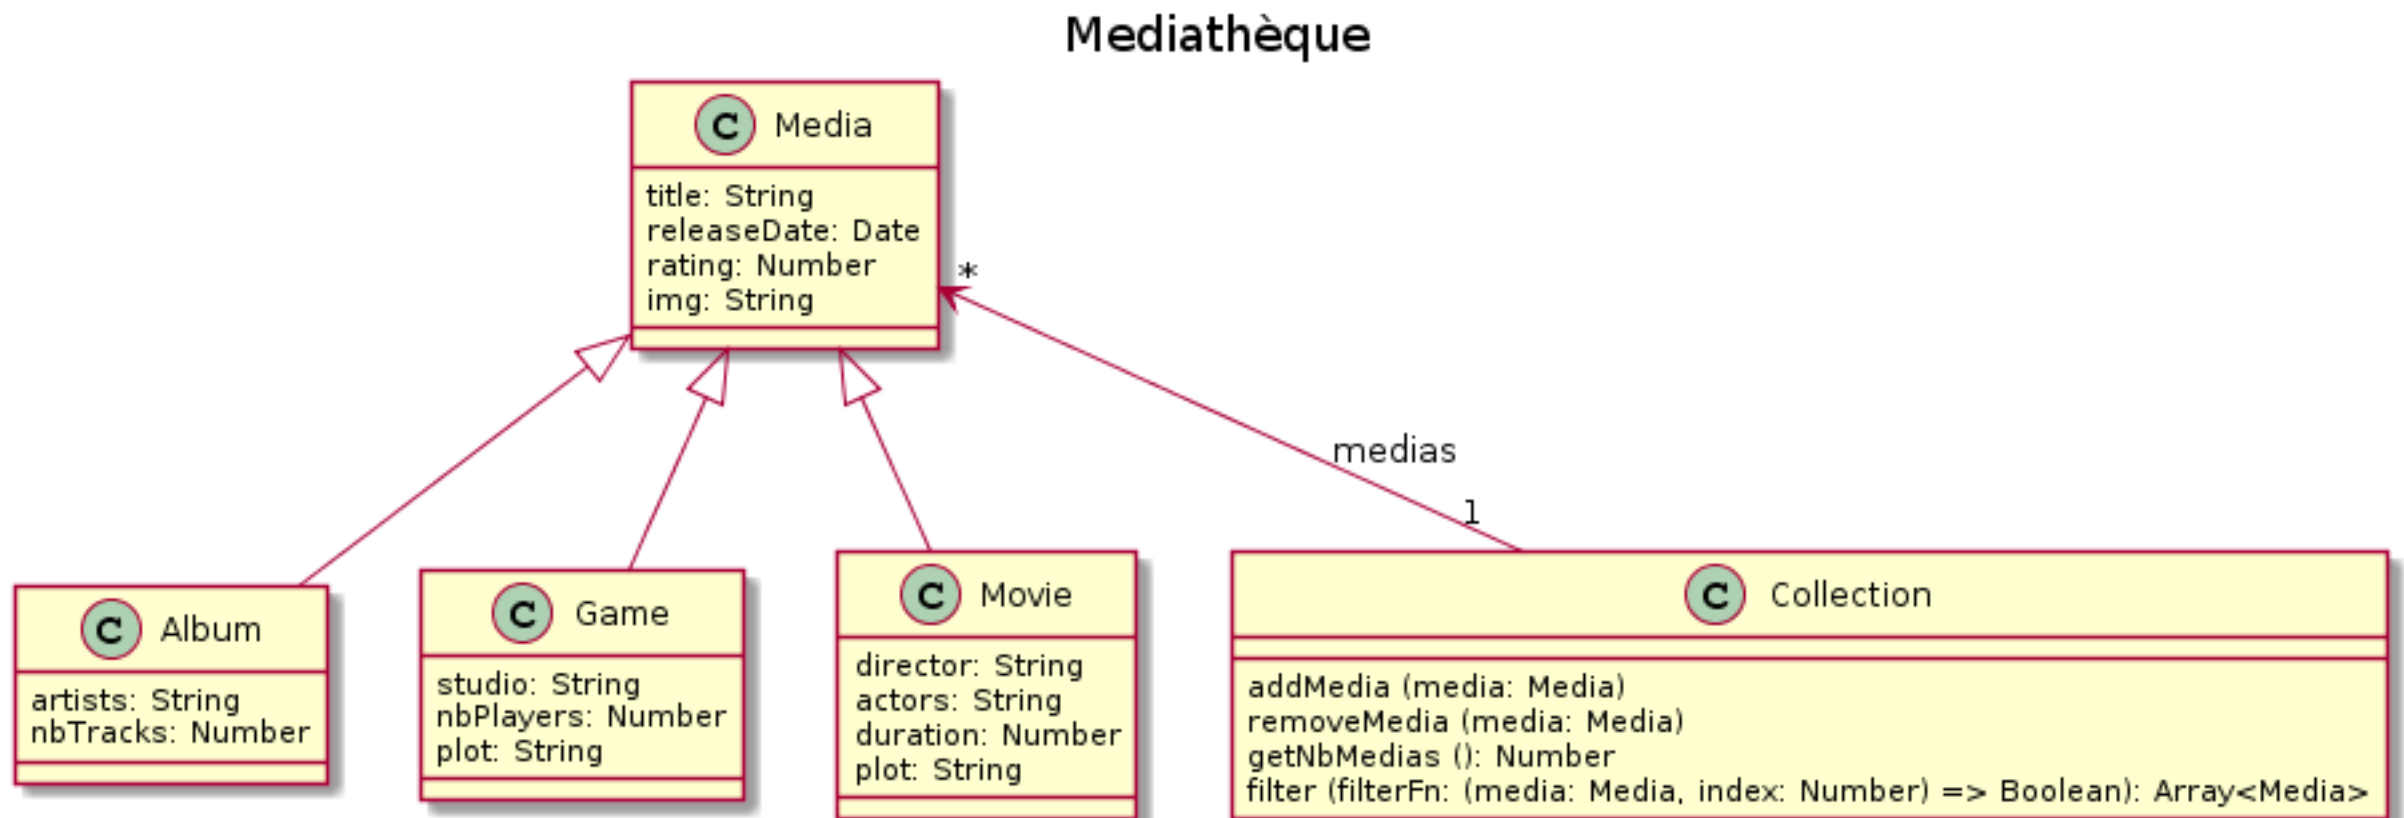 Mediathèque
C Media
title: String
releaseDate: Date
rating: Number
img: String
*
medias
1
C Album
artists: String
nbTracks: Number
C Game
studio: String
nbPlayers: Number
plot: String
C Movie
director: String
actors: String
duration: Number
plot: String
C Collection
addMedia (media: Media)
removeMedia (media: Media)
getNbMedias (): Number
filter (filterFn: (media: Media, index: Number) => Boolean): Array<Media>